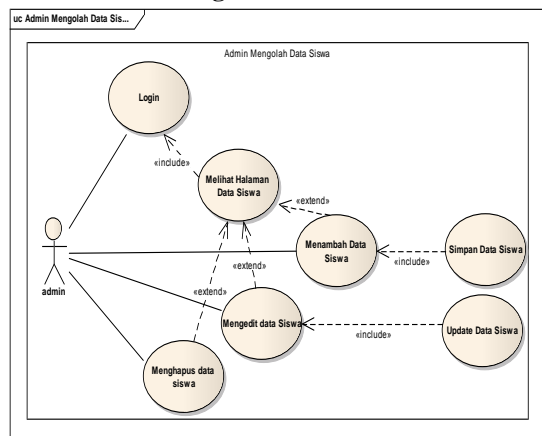 uc Admin Mengolah Data Sis...
Admin Mengolah Data Siswa
Login
«include»
Melihat Halaman
Data Siswa
«extend»
Menambah Data
Siswa
Simpan Data Siswa
«include»
admin
«extend»
«extend»
Mengedit data Siswa
Update Data Siswa
«include»
Menghapus data
siswa